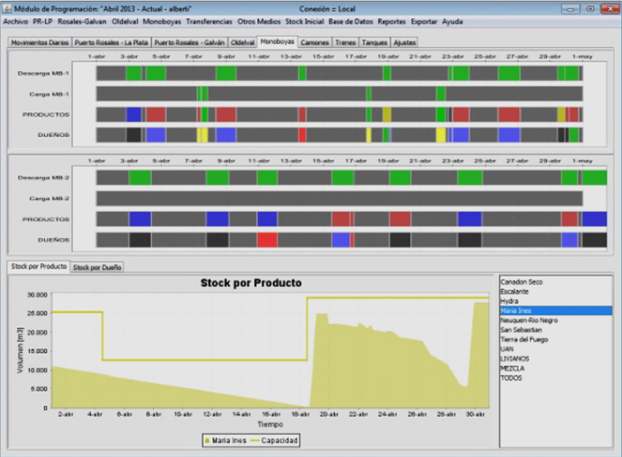 Módulo de Programación: "Abril 2013 - Actual - alberti" Conexión = Local
Archivo PR-LP Rosales-Galvan Oldelval Monoboyas Transferencias Otros Medios Stock Inicial Base de Datos Reportes Exportar Ayuda
Movimientos Diarios Puerto Rosales - La Plata Puerto Rosales - Galván Oldelval Monoboyas Camiones Trenes Tanques Ajustes
1-abr 3-abr 5-abr 7-abr 9-abr 11-abr 13-abr 15-abr 17-abr 19-abr 21-abr 23-abr 25-abr 27-abr 29-abr 1-may
Descarga MB-1
Carga MB-1
PRODUCTOS
DUEÑOS
1-abr 3-abr 5-abr 7-abr 9-abr 11-abr 13-abr 15-abr 17-abr 19-abr 21-abr 23-abr 25-abr 27-abr 29-abr 1-may
Descarga MB-2
Carga MB-2
PRODUCTOS
DUEÑOS
Stock por Producto Stock por Dueño
Stock por Producto
Volumen [m3]
30.000
25.000
20.000
15.000
10.000
5.000
0
2-abr 4-abr 6-abr 8-abr 10-abr 12-abr 14-abr 16-abr 18-abr 20-abr 22-abr 24-abr 26-abr 28-abr 30-abr
Tiempo
Maria Ines Capacidad
Canadon Seco
Escalante
Hydra
Maria Ines
Neuquen-Rio Negro
San Sebastian
Tierra del Fuego
UAN
LIVIANOS
MEZCLA
TODOS